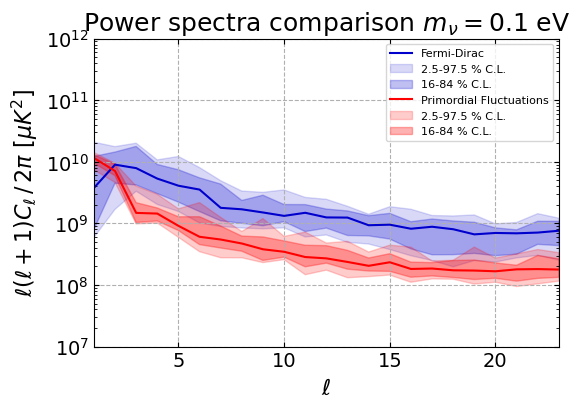 Power spectra comparison $m_\nu = 0.1$ eV
$\ell(\ell+1)C_\ell\,/\,2\pi\ [\mu K^2]$
$10^{12}$
$10^{11}$
$10^{10}$
$10^9$
$10^8$
$10^7$
Fermi-Dirac
2.5-97.5 % C.L.
16-84 % C.L.
Primordial Fluctuations
2.5-97.5 % C.L.
16-84 % C.L.
5 10 15 20
$\ell$